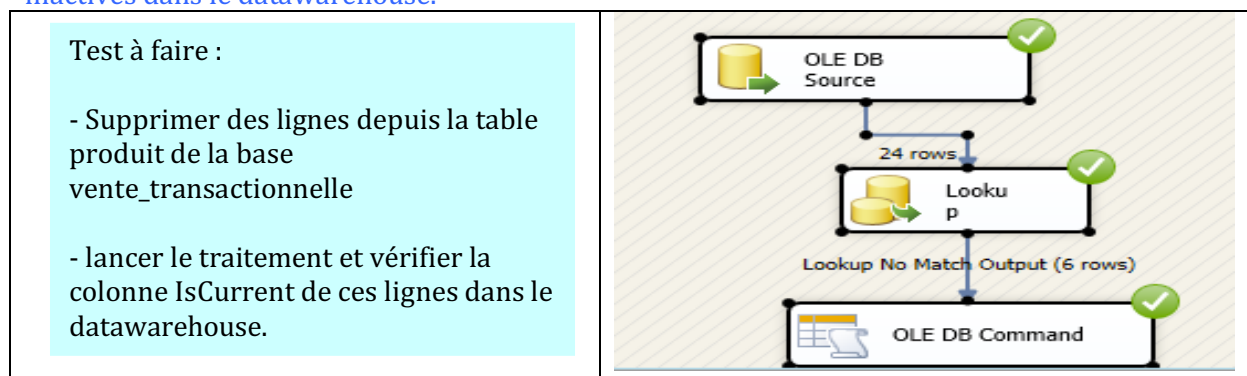 inactives dans le datawarehouse.
Test à faire :
- Supprimer des lignes depuis la table
produit de la base
vente_transactionnelle
- lancer le traitement et vérifier la
colonne IsCurrent de ces lignes dans le
datawarehouse.
OLE DB
Source
24 rows
Looku
p
Lookup No Match Output (6 rows)
OLE DB Command